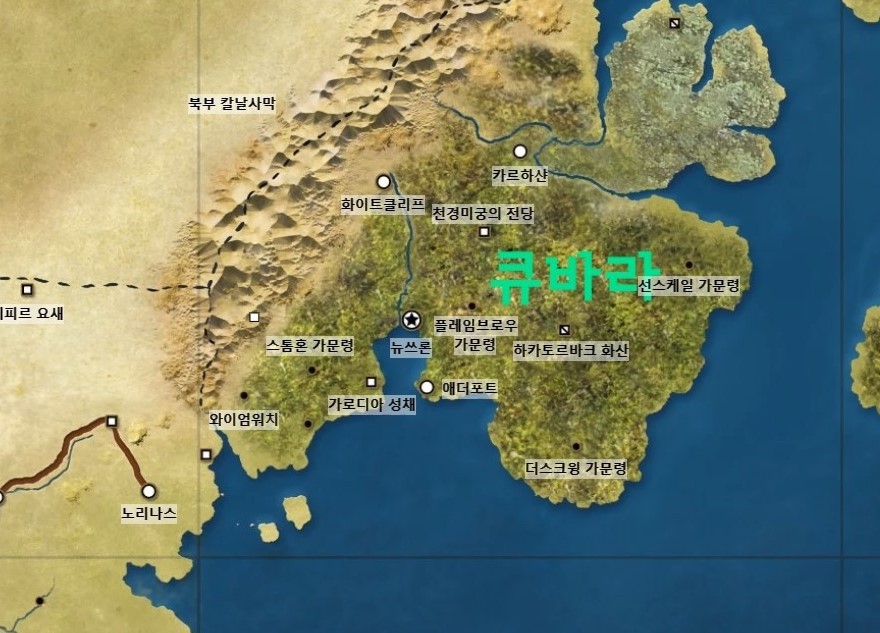 북부 칼날사막
카르하샨
화이트클리프
천경미궁의 전당
큐바라
선스케일 가문령
피르 요새
플레임브로우
가문령
스톰혼 가문령
뉴쓰론
하카토르바크 화산
애더포트
가로디아 성채
와이엄워치
더스크윙 가문령
노리나스